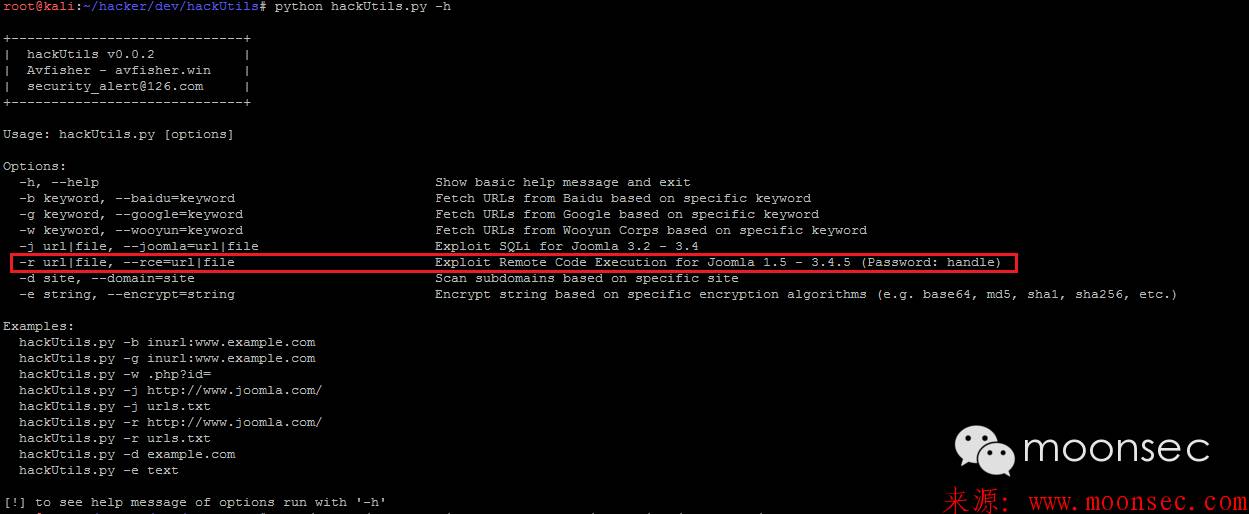 root@kali:~/hacker/dev/hackUtils# python hackUtils.py -h
+-----------------------------+
| hackUtils v0.0.2 |
| Avfisher - avfisher.win |
| security_alert@126.com |
+-----------------------------+
Usage: hackUtils.py [options]
Options:
-h, --help Show basic help message and exit
-b keyword, --baidu=keyword Fetch URLs from Baidu based on specific keyword
-g keyword, --google=keyword Fetch URLs from Google based on specific keyword
-w keyword, --wooyun=keyword Fetch URLs from Wooyun Corps based on specific keyword
-j url|file, --joomla=url|file Exploit SQLi for Joomla 3.2 - 3.4
-r url|file, --rce=url|file Exploit Remote Code Execution for Joomla 1.5 - 3.4.5 (Password: handle)
-d site, --domain=site Scan subdomains based on specific site
-e string, --encrypt=string Encrypt string based on specific encryption algorithms (e.g. base64, md5, sha1, sha256, etc.)
Examples:
hackUtils.py -b inurl:www.example.com
hackUtils.py -g inurl:www.example.com
hackUtils.py -w .php?id=
hackUtils.py -j http://www.joomla.com/
hackUtils.py -j urls.txt
hackUtils.py -r http://www.joomla.com/
hackUtils.py -r urls.txt
hackUtils.py -d example.com
hackUtils.py -e text
[!] to see help message of options run with '-h'
moonsec
来源: www.moonsec.com